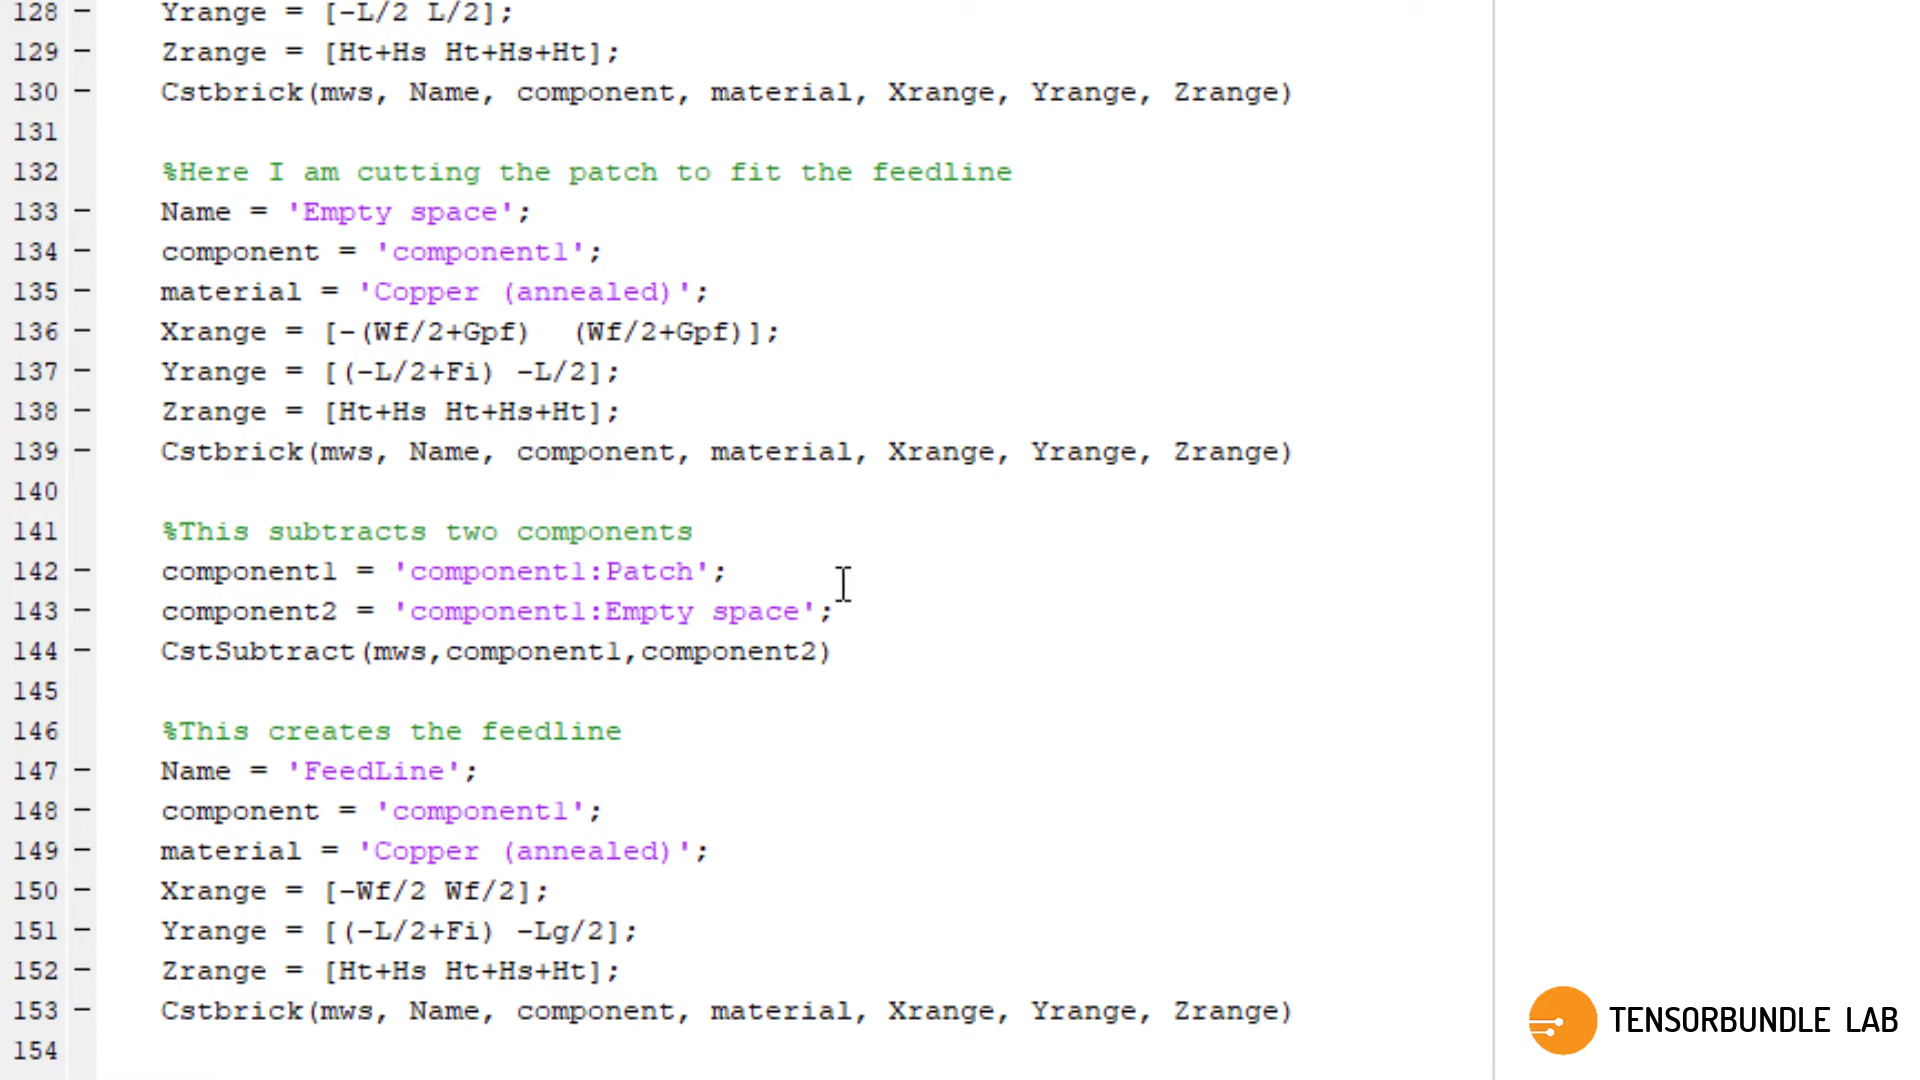 128 - Yrange = [-L/2 L/2];
129 - Zrange = [Ht+Hs Ht+Hs+Ht];
130 - Cstbrick(mws, Name, component, material, Xrange, Yrange, Zrange)
131
132 %Here I am cutting the patch to fit the feedline
133 - Name = 'Empty space';
134 - component = 'component1';
135 - material = 'Copper (annealed)';
136 - Xrange = [-(Wf/2+Gpf)  (Wf/2+Gpf)];
137 - Yrange = [(-L/2+Fi) -L/2];
138 - Zrange = [Ht+Hs Ht+Hs+Ht];
139 - Cstbrick(mws, Name, component, material, Xrange, Yrange, Zrange)
140
141 %This subtracts two components
142 - component1 = 'component1:Patch';
143 - component2 = 'component1:Empty space';
144 - CstSubtract(mws,component1,component2)
145
146 %This creates the feedline
147 - Name = 'FeedLine';
148 - component = 'component1';
149 - material = 'Copper (annealed)';
150 - Xrange = [-Wf/2 Wf/2];
151 - Yrange = [(-L/2+Fi) -Lg/2];
152 - Zrange = [Ht+Hs Ht+Hs+Ht];
153 - Cstbrick(mws, Name, component, material, Xrange, Yrange, Zrange)
154
TENSORBUNDLE LAB